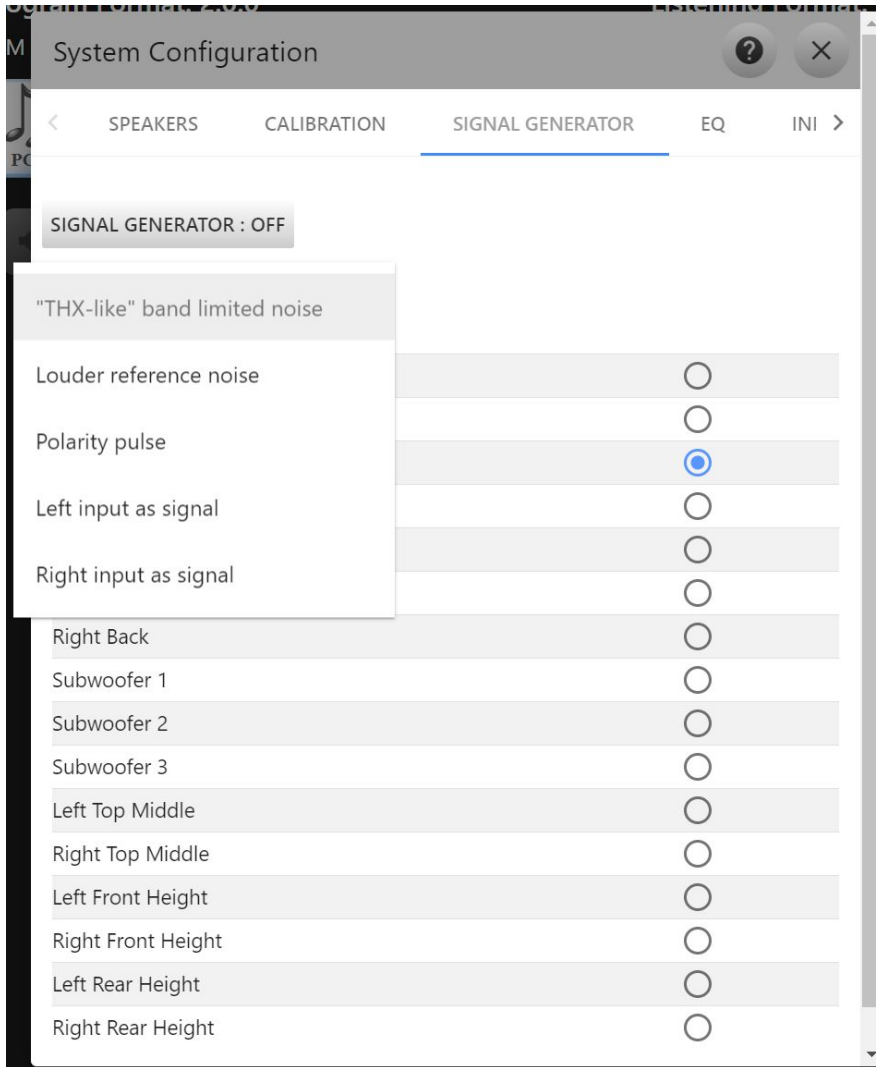 System Configuration
SPEAKERS CALIBRATION SIGNAL GENERATOR EQ
SIGNAL GENERATOR : OFF
"THX-like" band limited noise
Louder reference noise
Polarity pulse
Left input as signal
Right input as signal
Right Back
Subwoofer 1
Subwoofer 2
Subwoofer 3
Left Top Middle
Right Top Middle
Left Front Height
Right Front Height
Left Rear Height
Right Rear Height